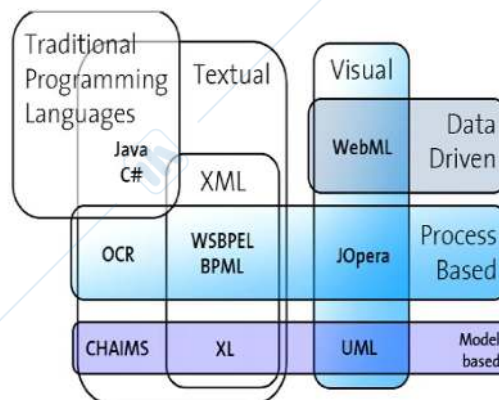 Traditional
Programming
Languages
Textual
Visual
Java
C#
XML
WebML
Data
Driven
OCR
WSBPEL
BPML
JOpera
Process
Based
CHAIMS
XL
UML
Model
based